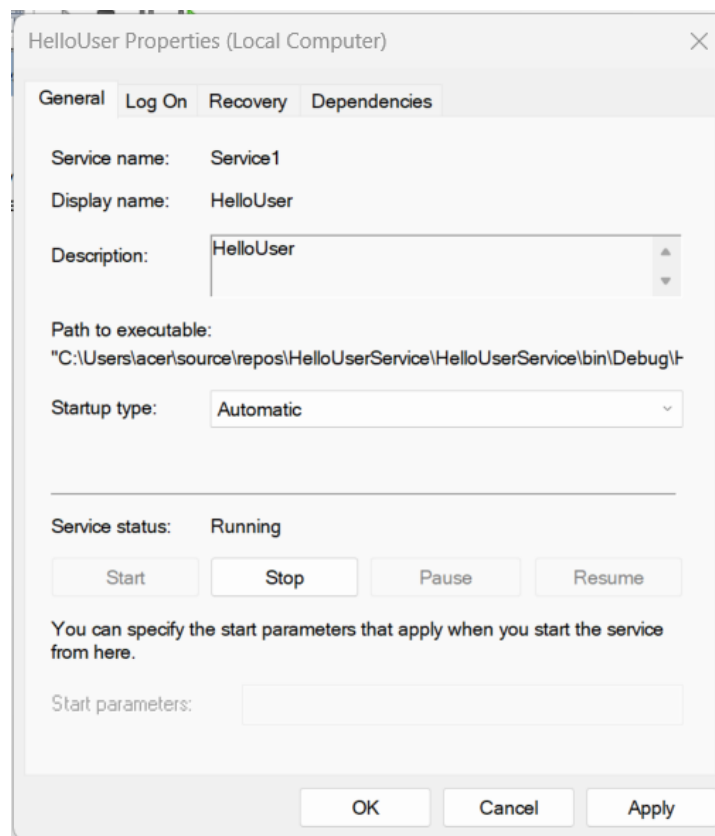 HelloUser Properties (Local Computer)
General Log On Recovery Dependencies
Service name: Service1
Display name: HelloUser
Description: HelloUser
Path to executable:
"C:\Users\acer\source\repos\HelloUserService\HelloUserService\bin\Debug\H
Startup type: Automatic
Service status: Running
Start Stop Pause Resume
You can specify the start parameters that apply when you start the service
from here.
Start parameters:
OK Cancel Apply